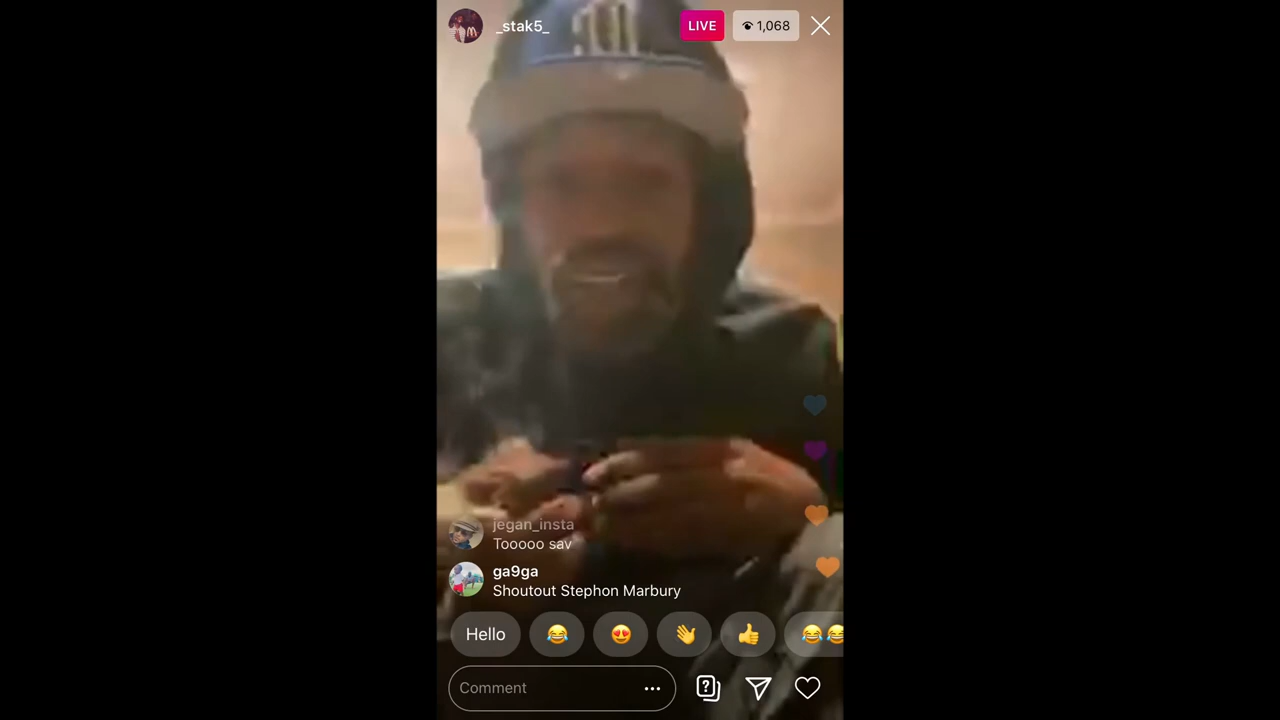 _stak5_
LIVE
1,068
jegan_insta
Tooooo sav
ga9ga
Shoutout Stephon Marbury
Hello
Comment